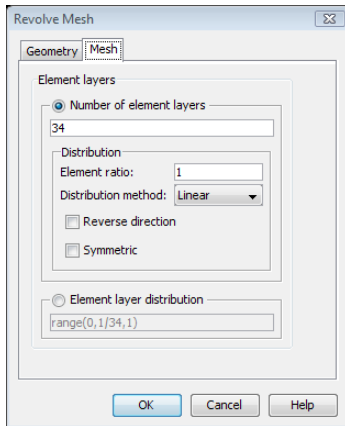 Revolve Mesh
Geometry Mesh
Element layers
Number of element layers
34
Distribution
Element ratio: 1
Distribution method: Linear
Reverse direction
Symmetric
Element layer distribution
range(0,1/34,1)
OK Cancel Help